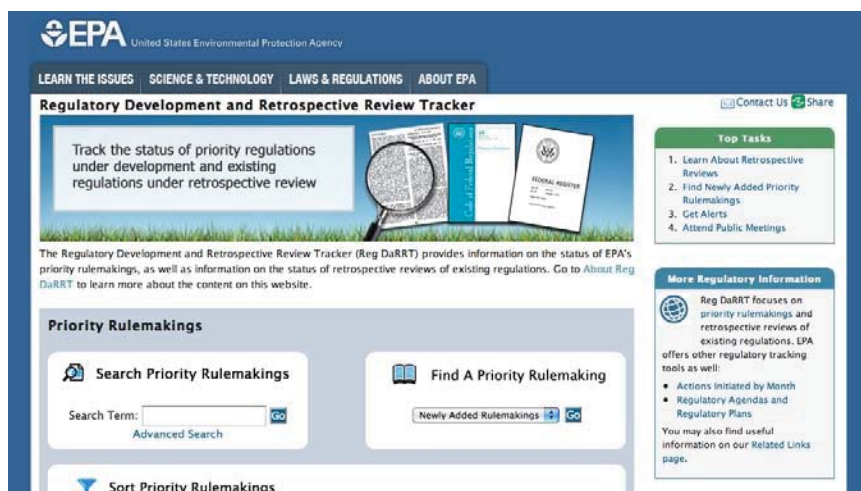 EPA United States Environmental Protection Agency
LEARN THE ISSUES SCIENCE & TECHNOLOGY LAWS & REGULATIONS ABOUT EPA
Regulatory Development and Retrospective Review Tracker
Contact Us Share
Track the status of priority regulations
under development and existing
regulations under retrospective review
Code of Federal Regulations
FEDERAL REGISTER
The Regulatory Development and Retrospective Review Tracker (Reg DaRRT) provides information on the status of EPA's
priority rulemakings, as well as information on the status of retrospective reviews of existing regulations. Go to About Reg
DaRRT to learn more about the content on this website.
Priority Rulemakings
Search Priority Rulemakings
Search Term: Go
Advanced Search
Find A Priority Rulemaking
Newly Added Rulemakings Go
Sort Priority Rulemakings
Top Tasks
1. Learn About Retrospective
Reviews
2. Find Newly Added Priority
Rulemakings
3. Get Alerts
4. Attend Public Meetings
More Regulatory Information
Reg DaRRT focuses on
priority rulemakings and
retrospective reviews of
existing regulations. EPA
offers other regulatory tracking
tools as well:
• Actions Initiated by Month
• Regulatory Agendas and
Regulatory Plans
You may also find useful
information on our Related Links
page.